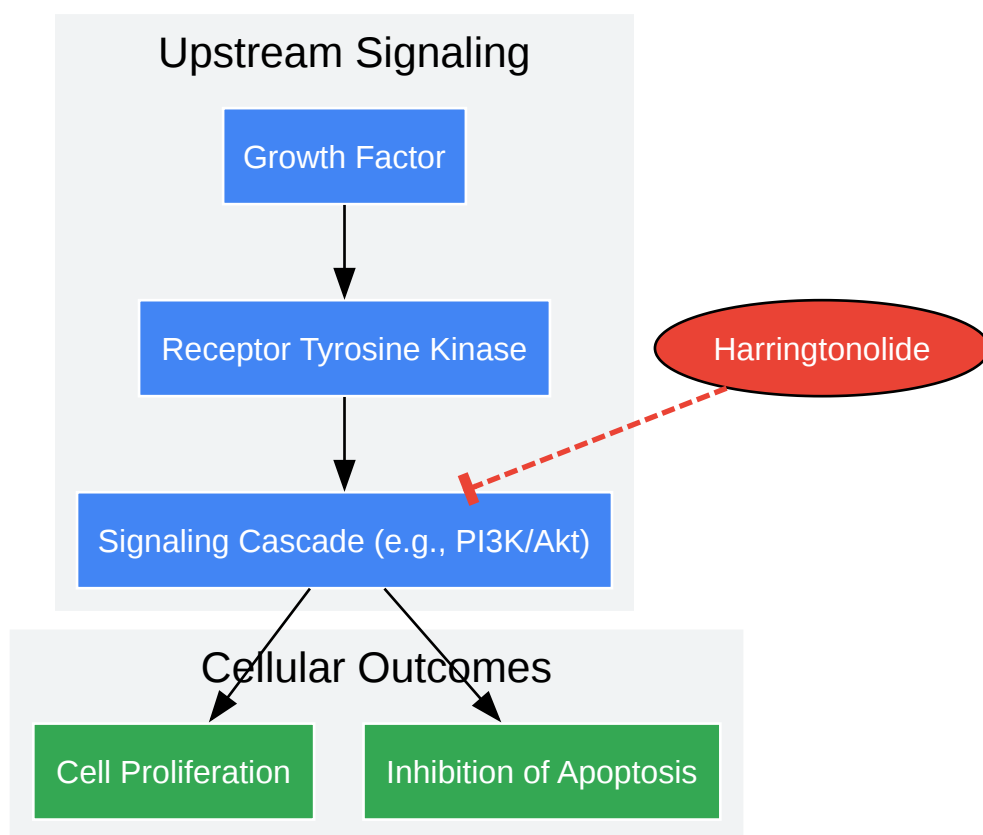 Upstream Signaling
Growth Factor
Receptor Tyrosine Kinase
Harringtonolide
Signaling Cascade (e.g., PI3K/Akt)
Cellular Outcomes
Cell Proliferation
Inhibition of Apoptosis